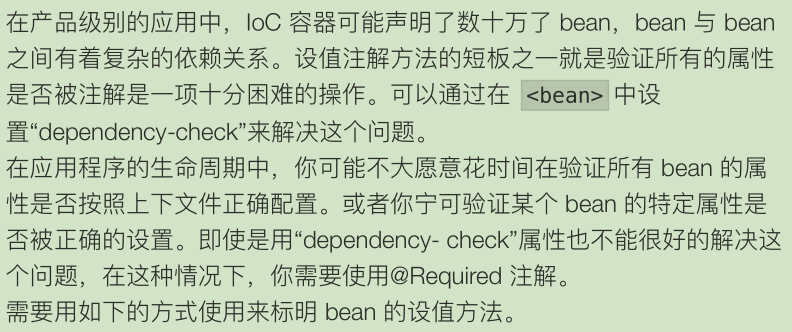 在产品级别的应用中，IoC 容器可能声明了数十万了 bean，bean 与 bean
之间有着复杂的依赖关系。设值注解方法的短板之一就是验证所有的属性
是否被注解是一项十分困难的操作。可以通过在 <bean> 中设
置“dependency-check”来解决这个问题。
在应用程序的生命周期中，你可能不大愿意花时间在验证所有 bean 的属
性是否按照上下文件正确配置。或者你宁可验证某个 bean 的特定属性是
否被正确的设置。即使是用“dependency- check”属性也不能很好的解决这
个问题，在这种情况下，你需要使用@Required 注解。
需要用如下的方式使用来标明 bean 的设值方法。